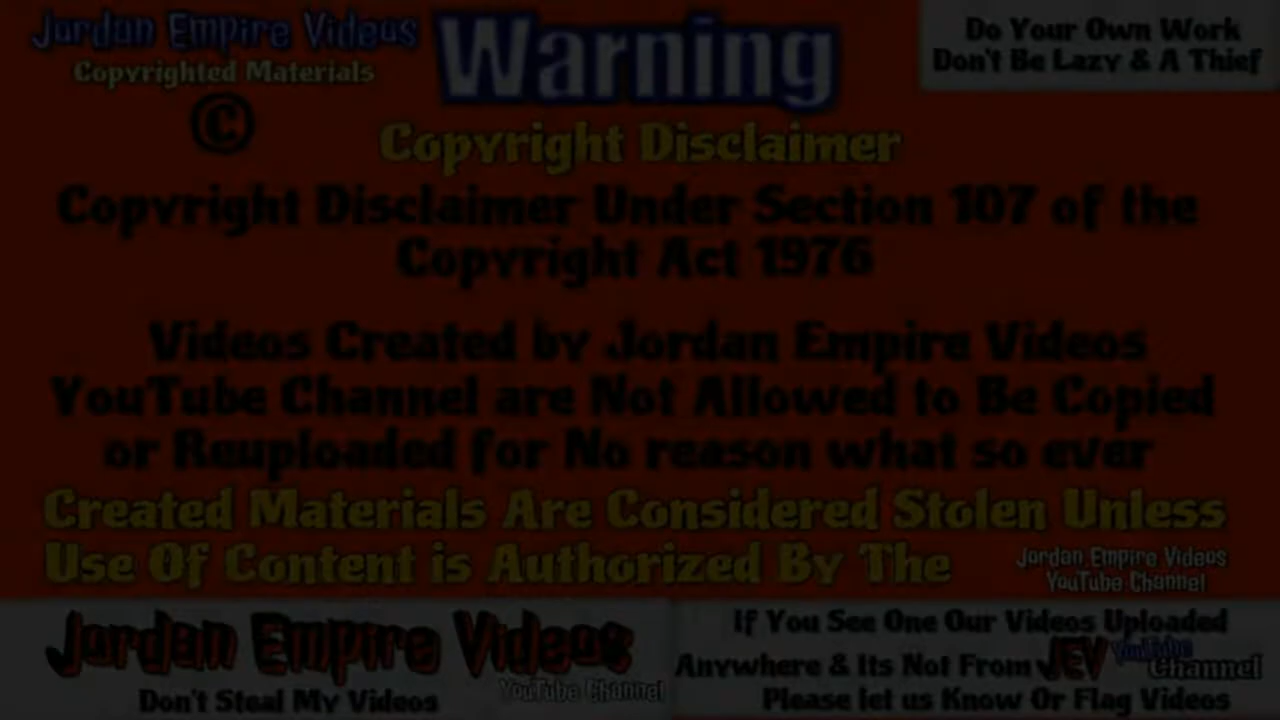 Jordan Empire Videos
Copyrighted Materials
©
Warning
Do Your Own Work
Don't Be Lazy & A Thief
Copyright Disclaimer
Copyright Disclaimer Under Section 107 of the
Copyright Act 1976
Videos Created by Jordan Empire Videos
YouTube Channel are Not Allowed to Be Copied
or Reuploaded for No reason what so ever
Created Materials Are Considered Stolen Unless
Use Of Content is Authorized By The
Jordan Empire Videos
YouTube Channel
Jordan Empire Videos
YouTube Channel
Don't Steal My Videos
If You See One Our Videos Uploaded
Anywhere & Its Not From JEV YouTube Channel
Please let us Know Or Flag Videos